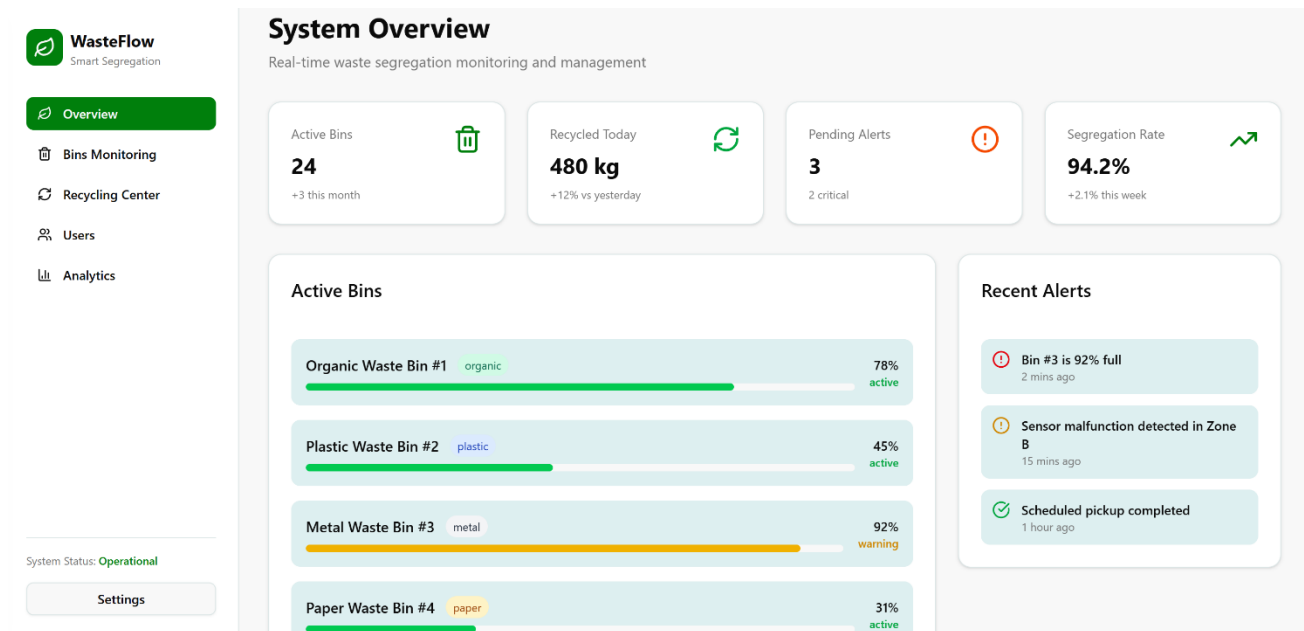 WasteFlow
Smart Segregation
Overview
Bins Monitoring
Recycling Center
Users
Analytics
System Status: Operational
Settings
System Overview
Real-time waste segregation monitoring and management
Active Bins
24
+3 this month
Recycled Today
480 kg
+12% vs yesterday
Pending Alerts
3
2 critical
Segregation Rate
94.2%
+2.1% this week
Active Bins
Organic Waste Bin #1 organic 78%
active
Plastic Waste Bin #2 plastic 45%
active
Metal Waste Bin #3 metal 92%
warning
Paper Waste Bin #4 paper 31%
active
Recent Alerts
Bin #3 is 92% full
2 mins ago
Sensor malfunction detected in Zone
B
15 mins ago
Scheduled pickup completed
1 hour ago